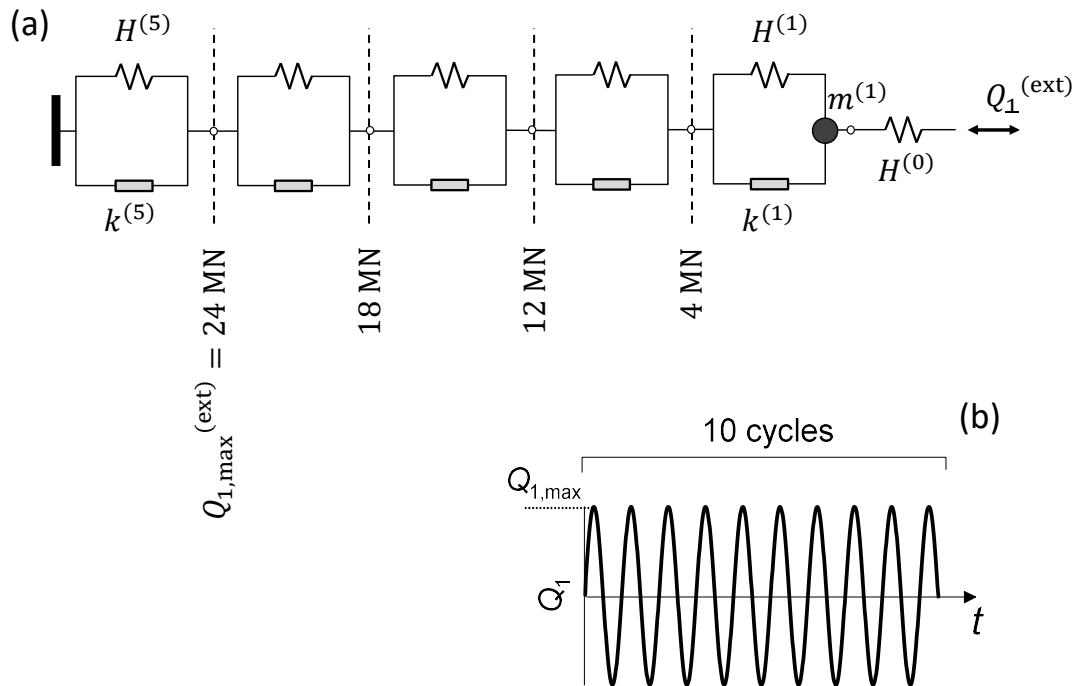 (a)
H^(5)
H^(1)
m^(1)
Q_1^(ext)
H^(0)
k^(5)
k^(1)
Q_1,max^(ext) = 24 MN
18 MN
12 MN
4 MN
(b)
10 cycles
Q_1,max
Q_1
t